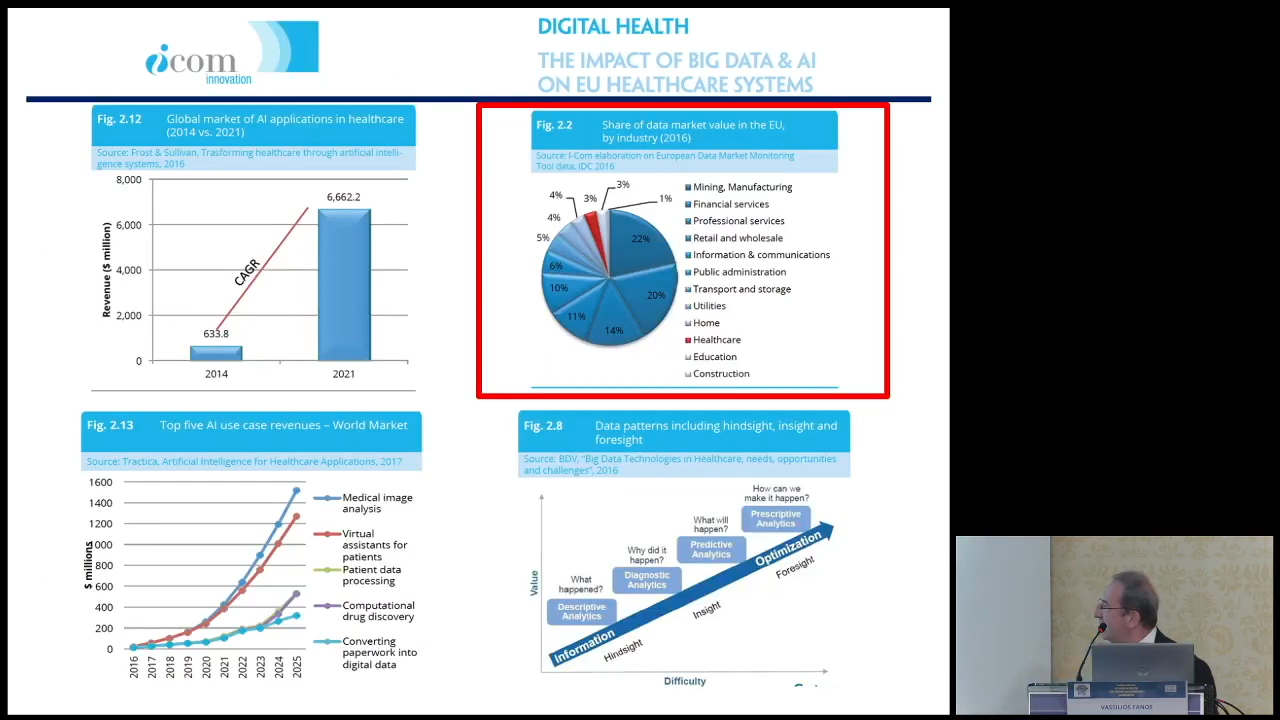 icom
innovation
DIGITAL HEALTH
THE IMPACT OF BIG DATA & AI
ON EU HEALTHCARE SYSTEMS
Fig. 2.12 Global market of AI applications in healthcare
(2014 vs. 2021)
Source: Frost & Sullivan, Trasforming healthcare through artificial intelli-
gence systems, 2016
8,000
6,000
4,000
2,000
0
Revenue ($ million)
633.8
CAGR
6,662.2
2014
2021
Fig. 2.2 Share of data market value in the EU,
by industry (2016)
Source: I-Com elaboration on European Data Market Monitoring
Tool data, IDC 2016
22%
20%
14%
11%
10%
6%
5%
4%
4%
3%
3%
1%
Mining, Manufacturing
Financial services
Professional services
Retail and wholesale
Information & communications
Public administration
Transport and storage
Utilities
Home
Healthcare
Education
Construction
Fig. 2.13 Top five AI use case revenues – World Market
Source: Tractica, Artificial Intelligence for Healthcare Applications, 2017
1600
1400
1200
1000
800
600
400
200
0
$ millions
2016
2017
2018
2019
2020
2021
2022
2023
2024
2025
Medical image
analysis
Virtual
assistants for
patients
Patient data
processing
Computational
drug discovery
Converting
paperwork into
digital data
Fig. 2.8 Data patterns including hindsight, insight and
foresight
Source: BDV, “Big Data Technologies in Healthcare, needs, opportunities
and challenges”, 2016
How can we
make it happen?
Prescriptive
Analytics
What will
happen?
Predictive
Analytics
Why did it
happen?
Diagnostic
Analytics
What
happened?
Descriptive
Analytics
Value
Information
Optimization
Hindsight
Insight
Foresight
Difficulty
VASSILIOS FANOS